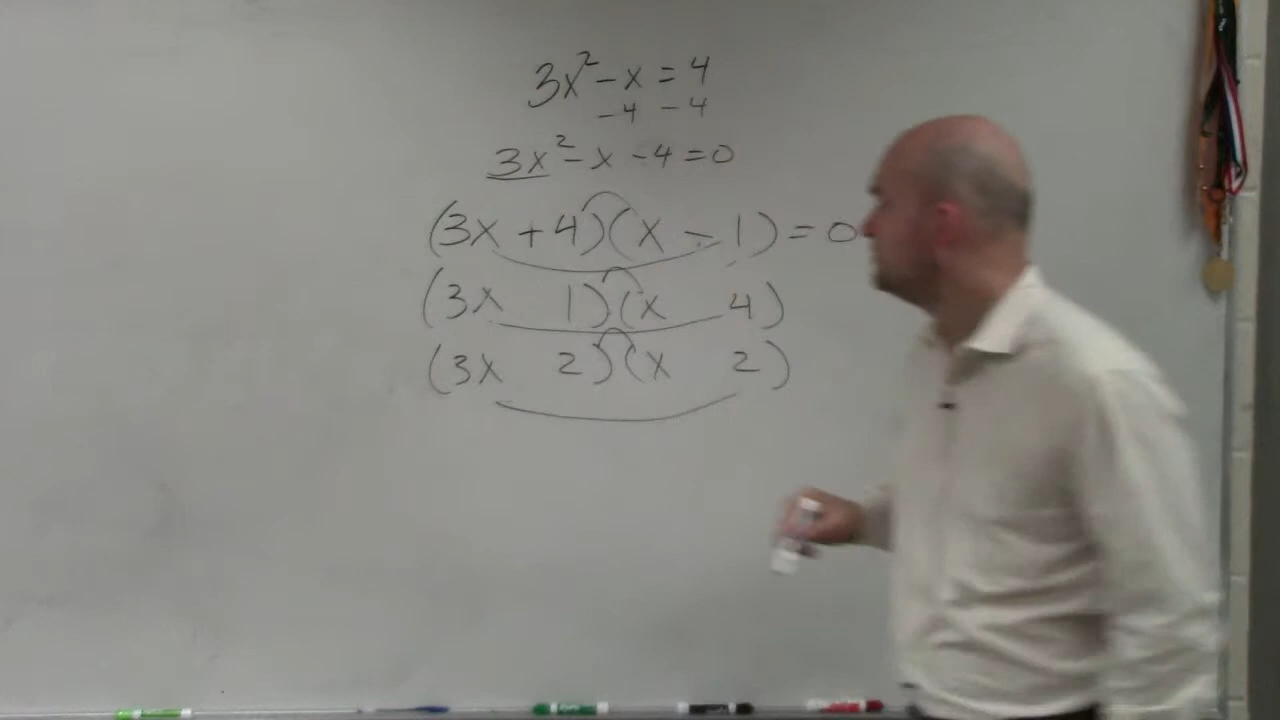 3x² - x = 4
-4 -4
3x² - x - 4 = 0
(3x + 4)(x - 1) = 0
(3x 1)(x 4)
(3x 2)(x 2)